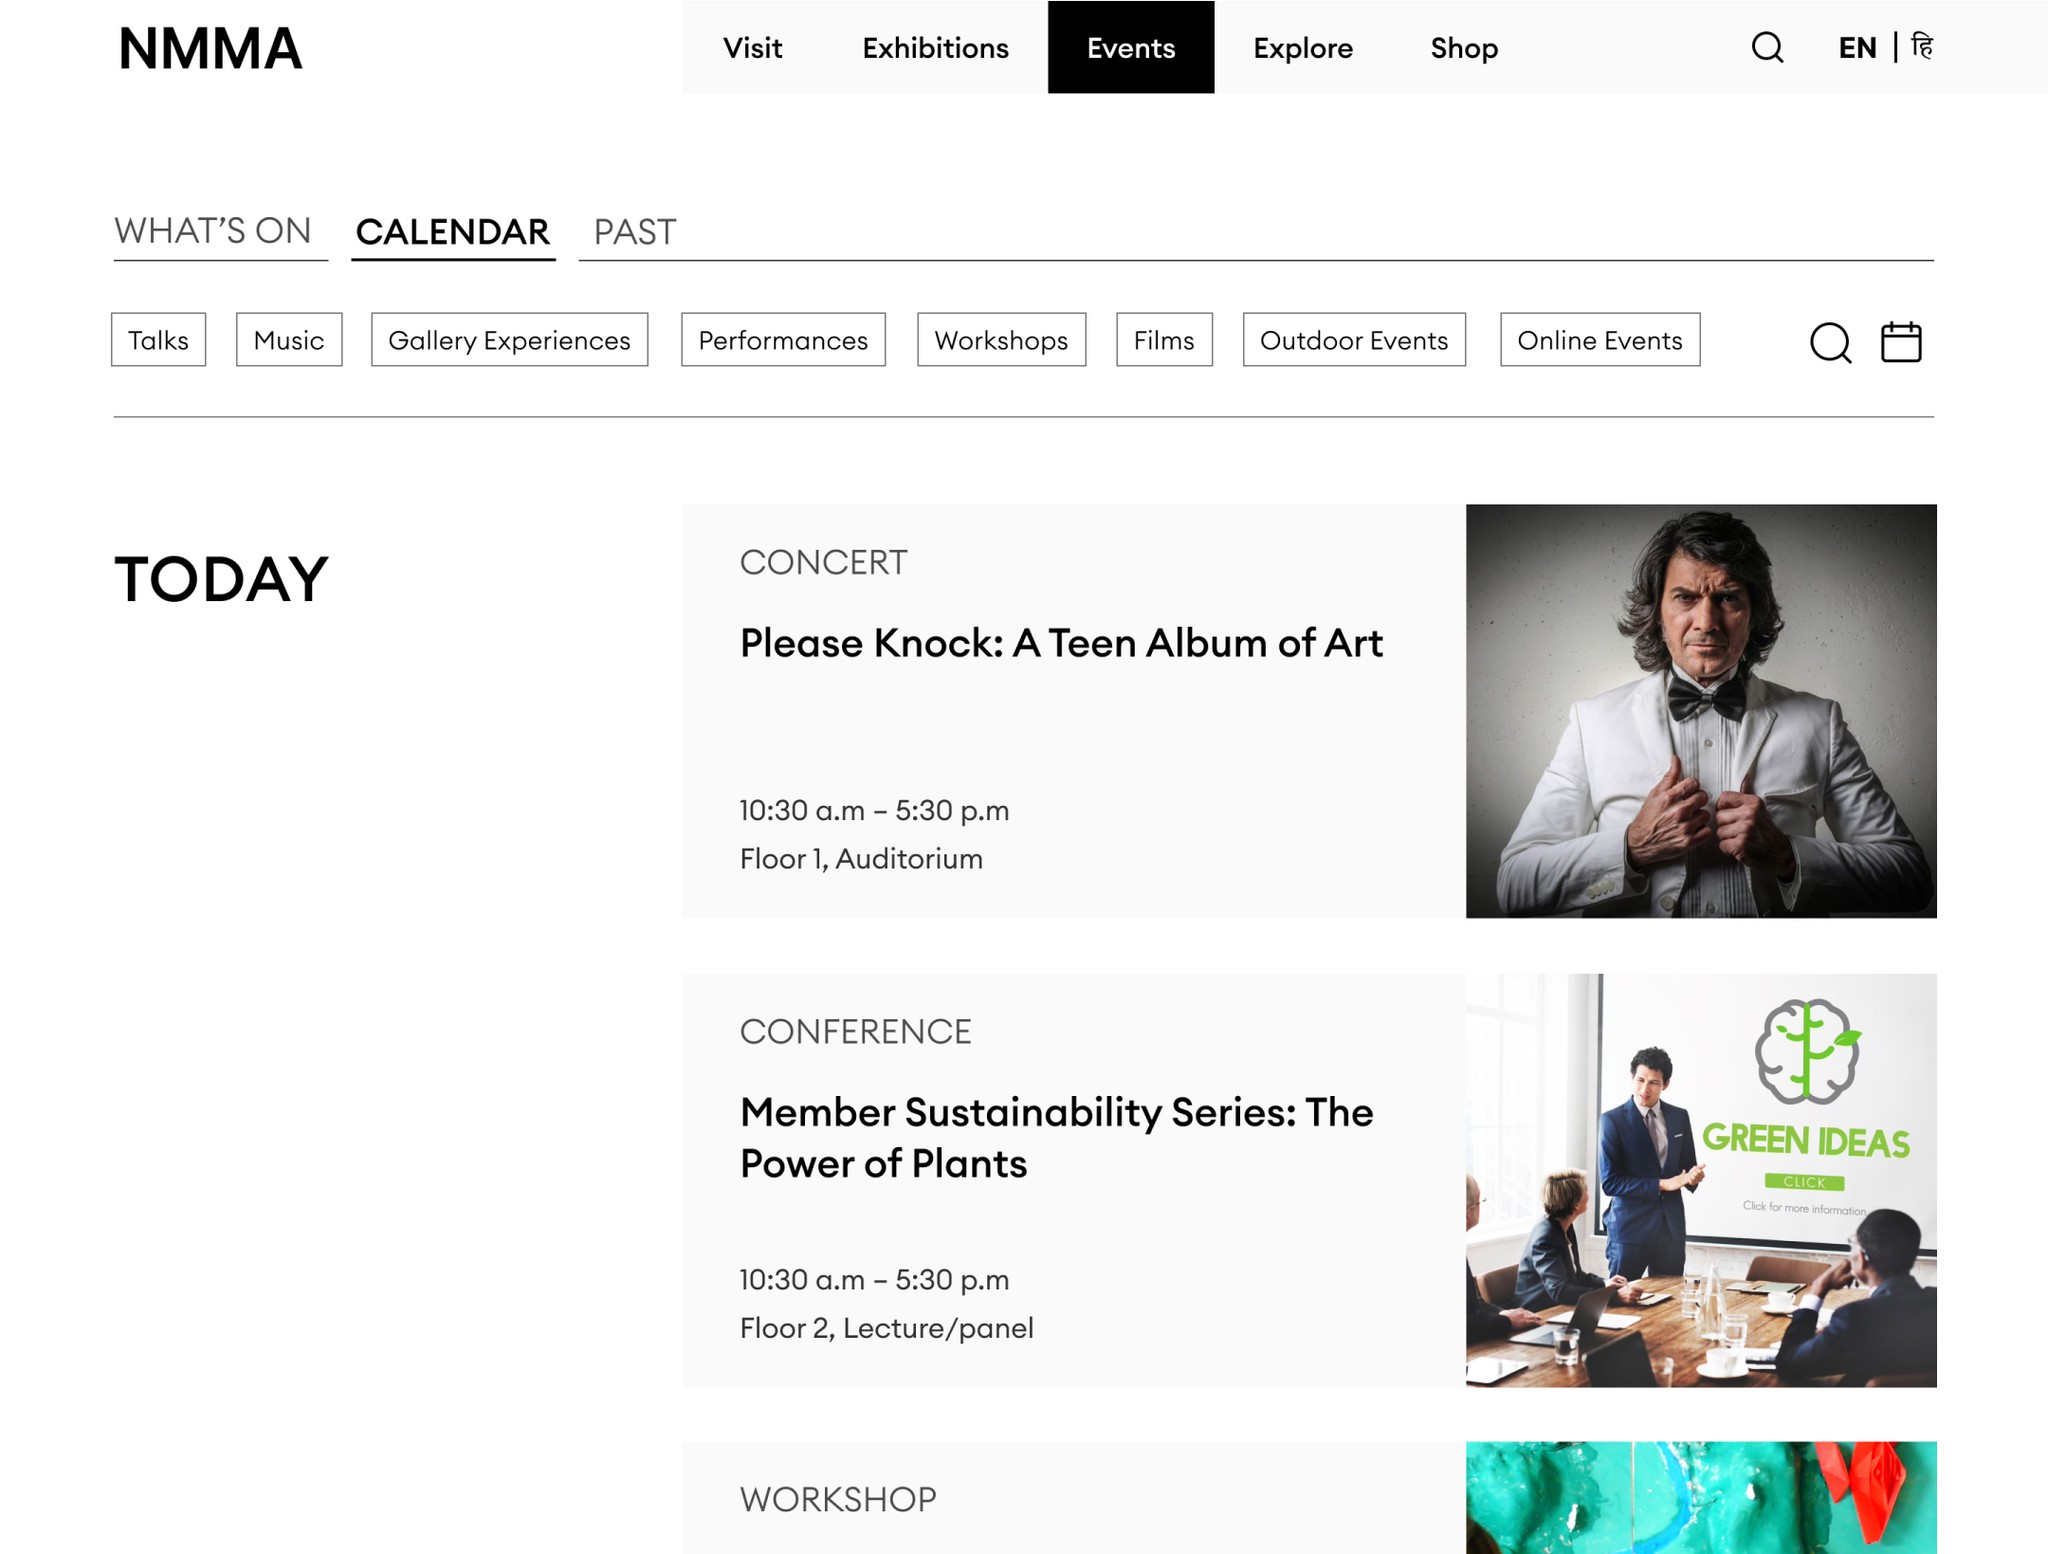 NMMA
Visit
Exhibitions
Events
Explore
Shop
EN | हि
WHAT’S ON
CALENDAR
PAST
Talks
Music
Gallery Experiences
Performances
Workshops
Films
Outdoor Events
Online Events
TODAY
CONCERT
Please Knock: A Teen Album of Art
10:30 a.m – 5:30 p.m
Floor 1, Auditorium
CONFERENCE
Member Sustainability Series: The
Power of Plants
10:30 a.m – 5:30 p.m
Floor 2, Lecture/panel
GREEN IDEAS
CLICK
Click for more information
WORKSHOP